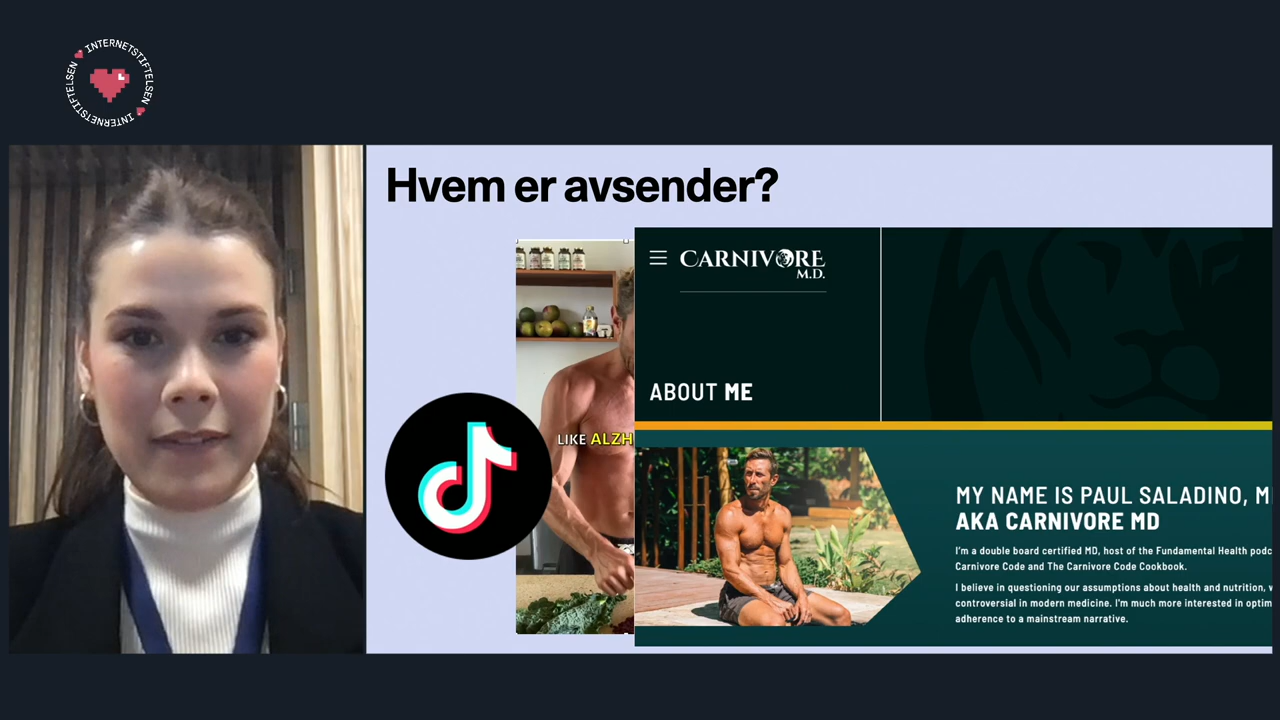 INTERNETSTIFTELSEN
INTERNETSTIFTELSEN
Hvem er avsender?
CARNIVORE
M.D.
ABOUT ME
LIKE ALZH
MY NAME IS PAUL SALADINO, M
AKA CARNIVORE MD
I'm a double board certified MD, host of the Fundamental Health podc
Carnivore Code and The Carnivore Code Cookbook.
I believe in questioning our assumptions about health and nutrition,
controversial in modern medicine. I'm much more interested in optim
adherence to a mainstream narrative.